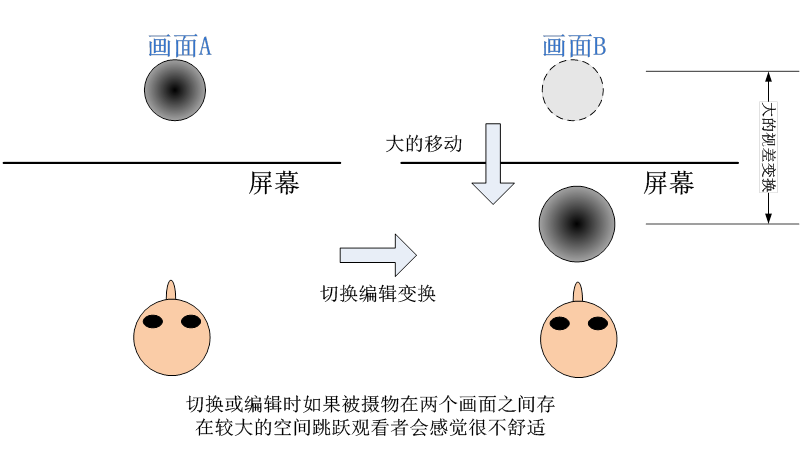 画面A
画面B
大的移动
大的视差变换
屏幕
屏幕
切换编辑变换
切换或编辑时如果被摄物在两个画面之间存
在较大的空间跳跃观看者会感觉很不舒适